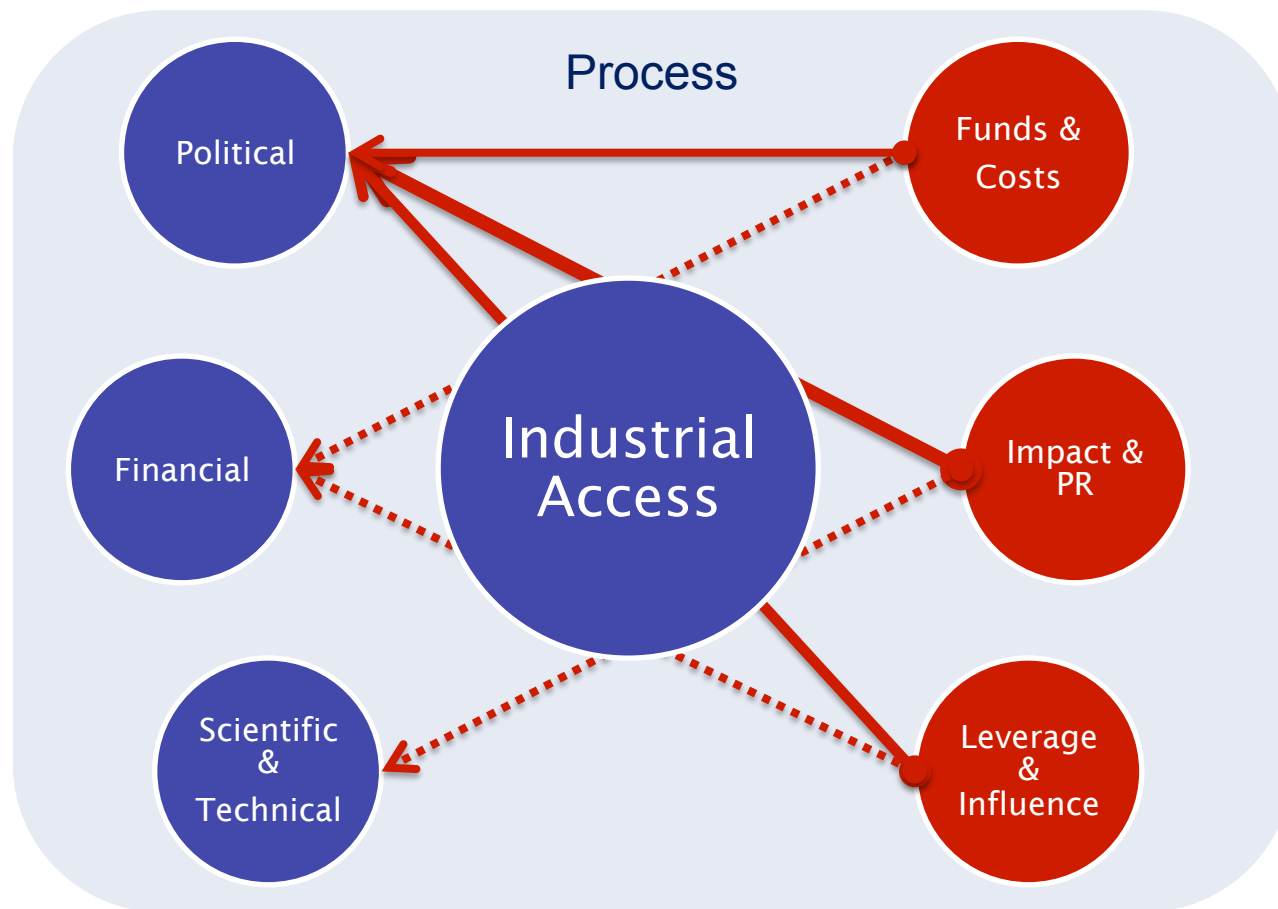 Process
Political
Funds &
Costs
Industrial
Access
Financial
Impact &
PR
Scientific
&
Technical
Leverage
&
Influence